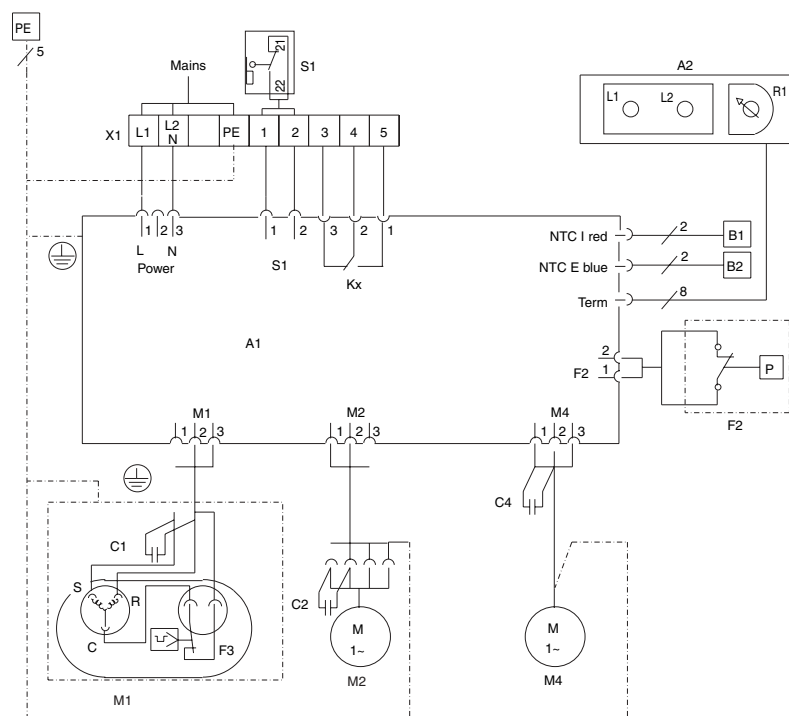 PE
5
Mains
21
22
S1
A2
L1
L2
R1
X1
L1
L2
N
PE
1
2
3
4
5
1
2
3
1
2
3
2
1
L
N
Power
S1
Kx
NTC I red
2
B1
NTC E blue
2
B2
Term
8
A1
F2
2
1
P
F2
M1
1
2
3
M2
1
2
3
M4
1
2
3
C1
C4
S
R
C
F3
C2
M
1~
M
1~
M1
M2
M4